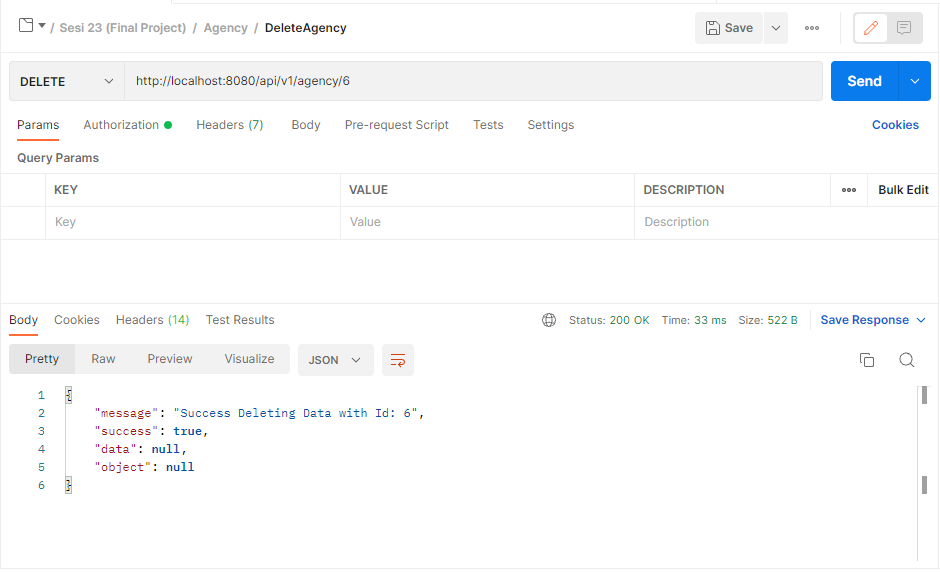 / Sesi 23 (Final Project) / Agency / DeleteAgency Save
DELETE http://localhost:8080/api/v1/agency/6 Send
Params Authorization Headers (7) Body Pre-request Script Tests Settings Cookies
Query Params
KEY VALUE DESCRIPTION Bulk Edit
Key Value Description
Body Cookies Headers (14) Test Results Status: 200 OK Time: 33 ms Size: 522 B Save Response
Pretty Raw Preview Visualize JSON
1 {
2 "message": "Success Deleting Data with Id: 6",
3 "success": true,
4 "data": null,
5 "object": null
6 }